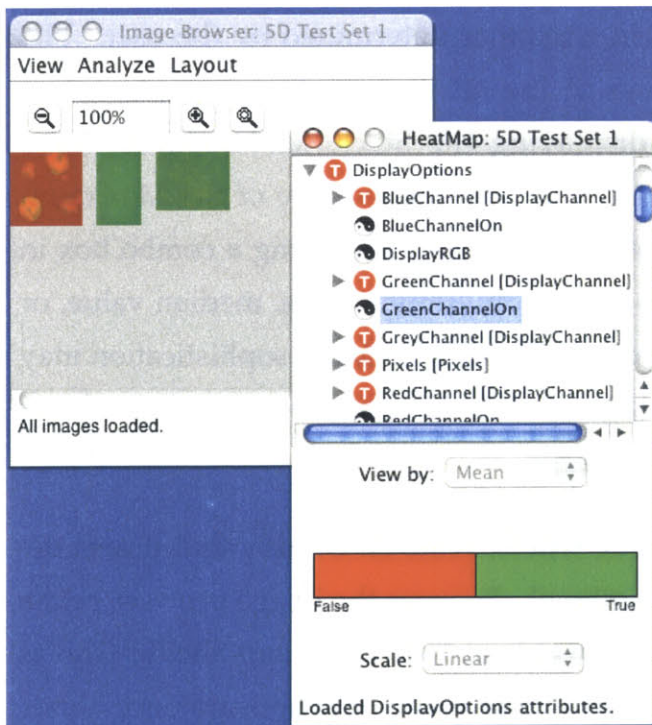 Image Browser: 5D Test Set 1
View Analyze Layout
100%
All images loaded.
HeatMap: 5D Test Set 1
T DisplayOptions
T BlueChannel [DisplayChannel]
BlueChannelOn
DisplayRGB
T GreenChannel [DisplayChannel]
GreenChannelOn
T GreyChannel [DisplayChannel]
T Pixels [Pixels]
T RedChannel [DisplayChannel]
RedChannelOn
View by: Mean
False True
Scale: Linear
Loaded DisplayOptions attributes.